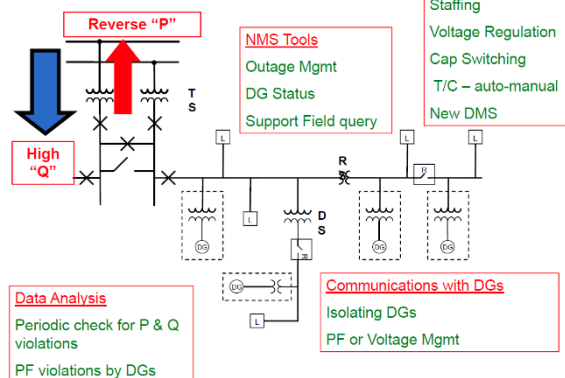 Staffing
Reverse “P”
Voltage Regulation
NMS Tools
Cap Switching
Outage Mgmt
T/C – auto-manual
DG Status
New DMS
Support Field query
T
S
High
“Q”
L
L
R
R
L
L
D
S
R
DG
DG
DG
DG
L
Data Analysis
Periodic check for P & Q
violations
PF violations by DGs
Communications with DGs
Isolating DGs
PF or Voltage Mgmt